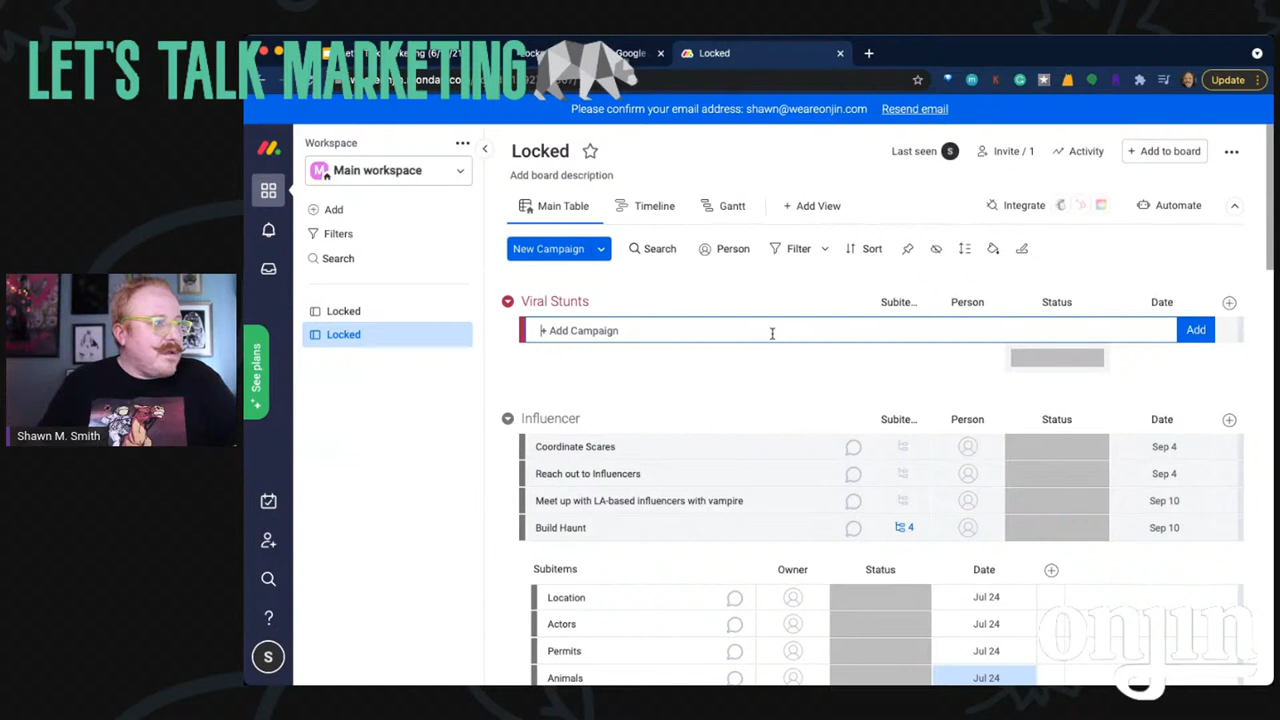 LET'S TALK MARKETING
Google
Locked
Update
Please confirm your email address: shawn@weareonjin.com Resend email
Workspace
M Main workspace
Add
Filters
Search
Locked
Locked
See plans
S
Locked
Last seen S Invite / 1 Activity + Add to board
Add board description
Main Table Timeline Gantt + Add View Integrate Automate
New Campaign Search Person Filter Sort
Viral Stunts Subite... Person Status Date
+ Add Campaign Add
Influencer Subite... Person Status Date
Coordinate Scares Sep 4
Reach out to Influencers Sep 4
Meet up with LA-based influencers with vampire Sep 10
Build Haunt 4 Sep 10
Subitems Owner Status Date
Location Jul 24
Actors Jul 24
Permits Jul 24
Animals Jul 24
Shawn M. Smith
onjin